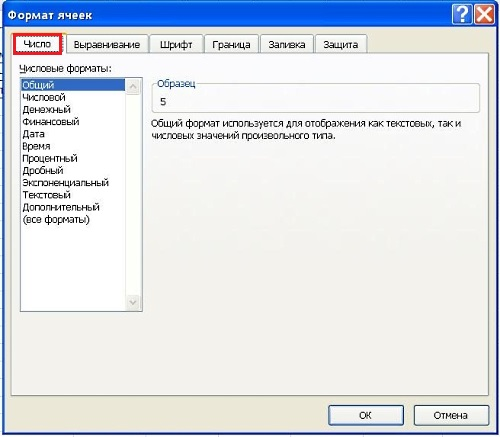 Формат ячеек
Число Выравнивание Шрифт Граница Заливка Защита
Числовые форматы:
Общий
Числовой
Денежный
Финансовый
Дата
Время
Процентный
Дробный
Экспоненциальный
Текстовый
Дополнительный
(все форматы)
Образец
5
Общий формат используется для отображения как текстовых, так и
числовых значений произвольного типа.
ОК Отмена